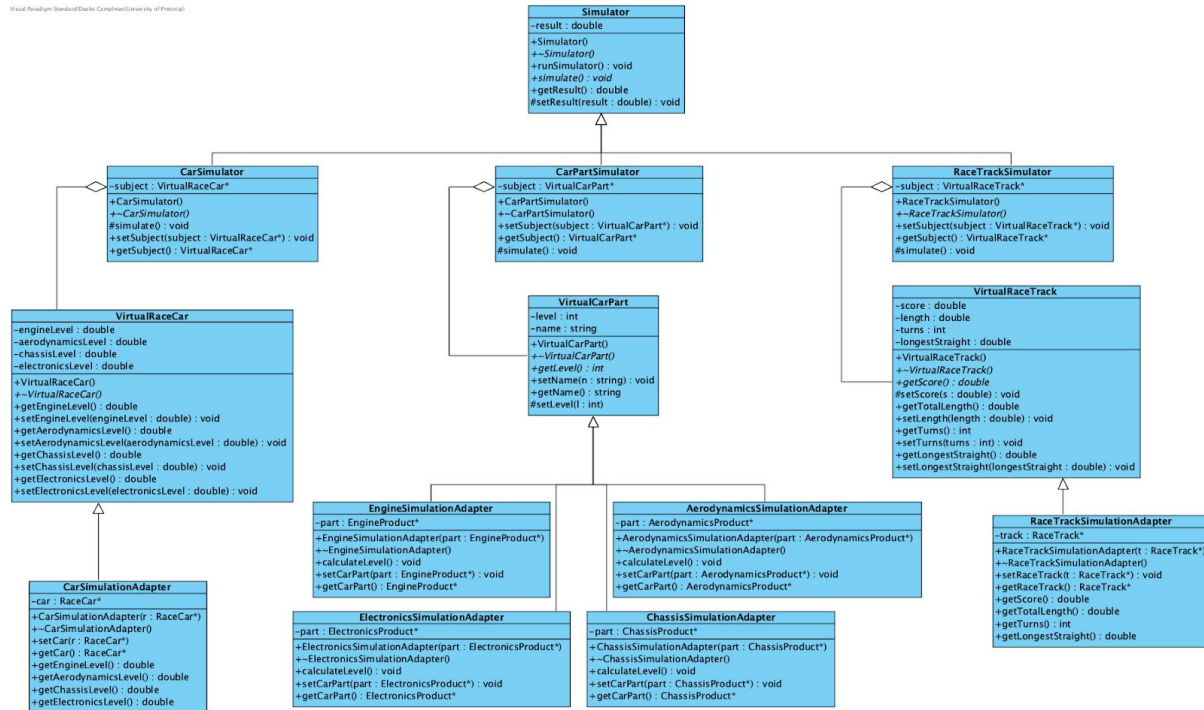 Visual Paradigm Standard(Daelin Campliman(University of Pretoria))
Simulator
-result : double
+Simulator()
+~Simulator()
+runSimulator() : void
+simulate() : void
+getResult() : double
#setResult(result : double) : void
CarSimulator
-subject : VirtualRaceCar*
+CarSimulator()
+~CarSimulator()
#simulate() : void
+setSubject(subject : VirtualRaceCar*) : void
+getSubject() : VirtualRaceCar*
CarPartSimulator
-subject : VirtualCarPart*
+CarPartSimulator()
+~CarPartSimulator()
+setSubject(subject : VirtualCarPart*) : void
+getSubject() : VirtualCarPart*
#simulate() : void
RaceTrackSimulator
-subject : VirtualRaceTrack*
+RaceTrackSimulator()
+~RaceTrackSimulator()
+setSubject(subject : VirtualRaceTrack*) : void
+getSubject() : VirtualRaceTrack*
#simulate() : void
VirtualRaceCar
-engineLevel : double
-aerodynamicsLevel : double
-chassisLevel : double
-electronicsLevel : double
+VirtualRaceCar()
+~VirtualRaceCar()
+getEngineLevel() : double
+setEngineLevel(engineLevel : double) : void
+getAerodynamicsLevel() : double
+setAerodynamicsLevel(aerodynamicsLevel : double) : void
+getChassisLevel() : double
+setChassisLevel(chassisLevel : double) : void
+getElectronicsLevel() : double
+setElectronicsLevel(electronicsLevel : double) : void
VirtualCarPart
-level : int
-name : string
+VirtualCarPart()
+~VirtualCarPart()
+getLevel() : int
+setName(n : string) : void
+getName() : string
#setLevel(l : int)
VirtualRaceTrack
-score : double
-length : double
-turns : int
-longestStraight : double
+VirtualRaceTrack()
+~VirtualRaceTrack()
+getScore() : double
#setScore(s : double) : void
+getTotalLength() : double
+setLength(length : double) : void
+getTurns() : int
+setTurns(turns : int) : void
+getLongestStraight() : double
+setLongestStraight(longestStraight : double) : void
EngineSimulationAdapter
-part : EngineProduct*
+EngineSimulationAdapter(part : EngineProduct*)
+~EngineSimulationAdapter()
+calculateLevel() : void
+setCarPart(part : EngineProduct*) : void
+getCarPart() : EngineProduct*
AerodynamicsSimulationAdapter
-part : AerodynamicsProduct*
+AerodynamicsSimulationAdapter(part : AerodynamicsProduct*)
+~AerodynamicsSimulationAdapter()
+calculateLevel() : void
+setCarPart(part : AerodynamicsProduct*) : void
+getCarPart() : AerodynamicsProduct*
RaceTrackSimulationAdapter
-track : RaceTrack*
+RaceTrackSimulationAdapter(t : RaceTrack*)
+~RaceTrackSimulationAdapter()
+setRaceTrack(t : RaceTrack*) : void
+getRaceTrack() : RaceTrack*
+getScore() : double
+getTotalLength() : double
+getTurns() : int
+getLongestStraight() : double
CarSimulationAdapter
-car : RaceCar*
+CarSimulationAdapter(r : RaceCar*)
+~CarSimulationAdapter()
+setCar(r : RaceCar*)
+getCar() : RaceCar*
+getEngineLevel() : double
+getAerodynamicsLevel() : double
+getChassisLevel() : double
+getElectronicsLevel() : double
ElectronicsSimulationAdapter
-part : ElectronicsProduct*
+ElectronicsSimulationAdapter(part : ElectronicsProduct*)
+~ElectronicsSimulationAdapter()
+calculateLevel() : void
+setCarPart(part : ElectronicsProduct*) : void
+getCarPart() : ElectronicsProduct*
ChassisSimulationAdapter
-part : ChassisProduct*
+ChassisSimulationAdapter(part : ChassisProduct*)
+~ChassisSimulationAdapter()
+calculateLevel() : void
+setCarPart(part : ChassisProduct*) : void
+getCarPart() : ChassisProduct*